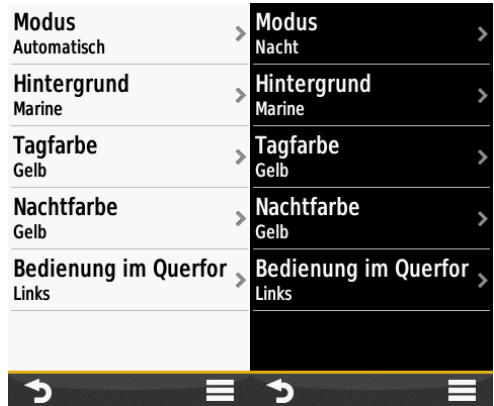 Modus
Automatisch
Hintergrund
Marine
Tagfarbe
Gelb
Nachtfarbe
Gelb
Bedienung im Querfor
Links
Modus
Nacht
Hintergrund
Marine
Tagfarbe
Gelb
Nachtfarbe
Gelb
Bedienung im Querfor
Links